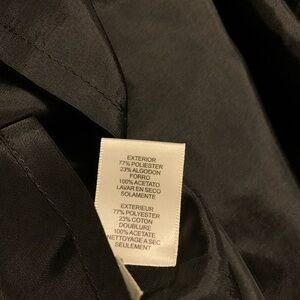 EXTERIOR
77% POLIESTER
23% ALGODON
FORRO
100% ACETATO
LAVAR EN SECO
SOLAMENTE
EXTERIEUR
77% POLYESTER
23% COTON
DOUBLURE
100% ACETATE
NETTOYAGE A SEC
SEULEMENT